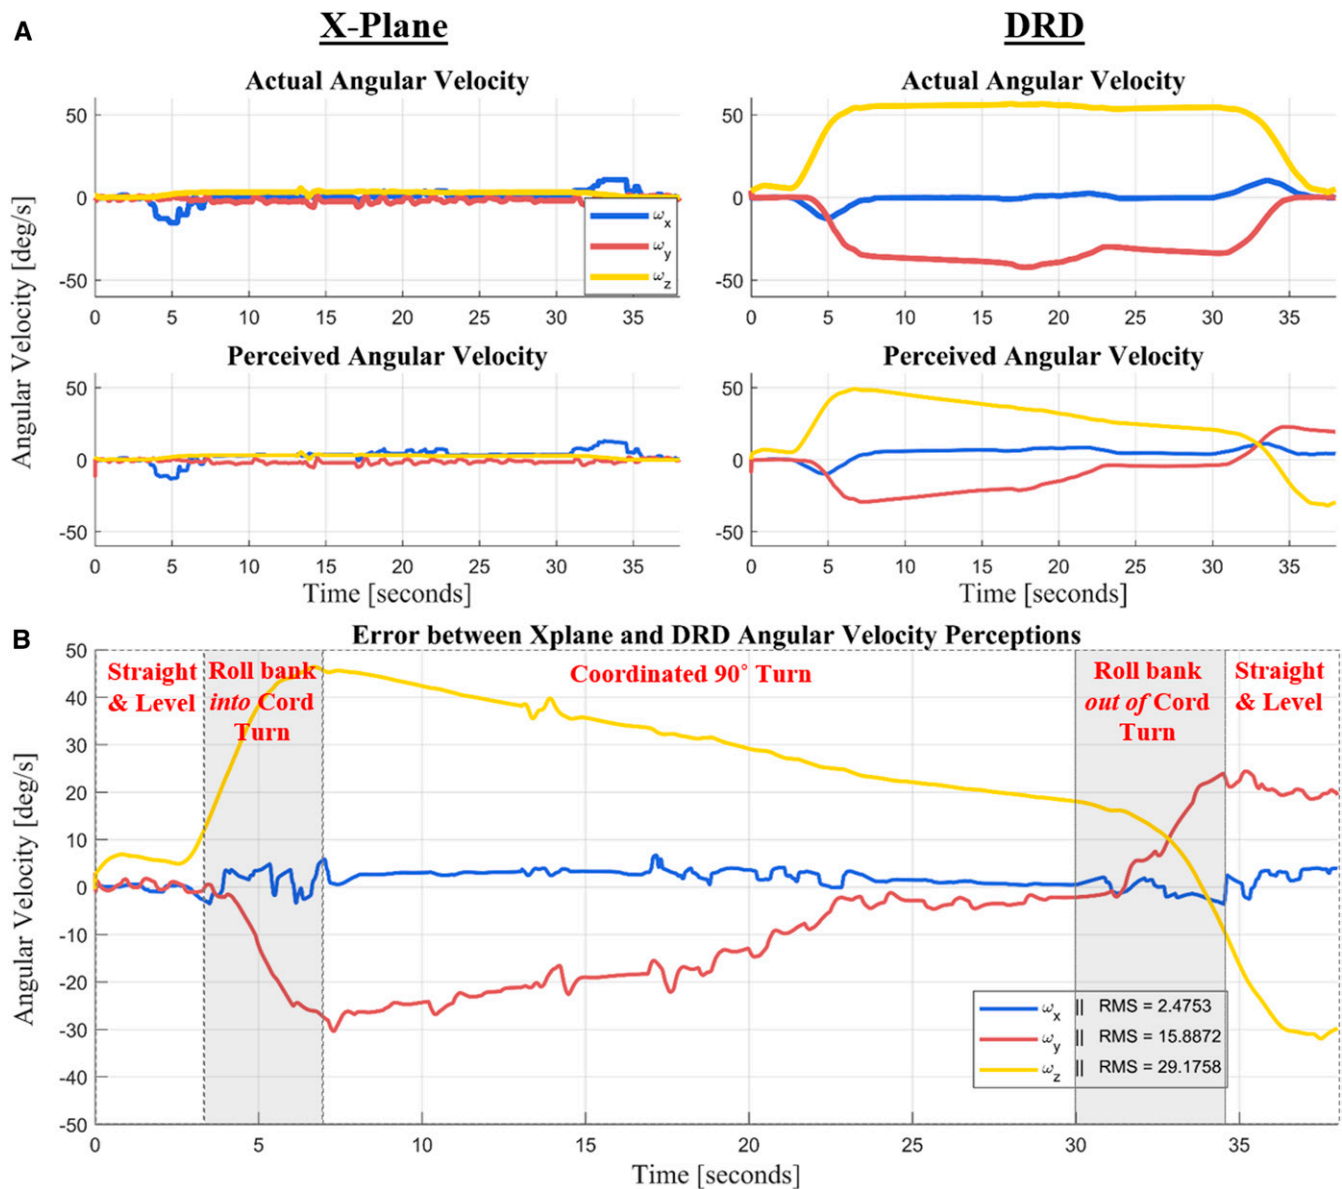 A
X-Plane
DRD
Actual Angular Velocity
Actual Angular Velocity
50
0
-50
0 5 10 15 20 25 30 35
ω_x
ω_y
ω_z
50
0
-50
0 5 10 15 20 25 30 35
Angular Velocity [deg/s]
Perceived Angular Velocity
Perceived Angular Velocity
50
0
-50
0 5 10 15 20 25 30 35
50
0
-50
0 5 10 15 20 25 30 35
Time [seconds]
Time [seconds]
B
Error between Xplane and DRD Angular Velocity Perceptions
Straight
& Level
Roll bank
into Cord
Turn
Coordinated 90° Turn
Roll bank
out of Cord
Turn
Straight
& Level
Angular Velocity [deg/s]
50
40
30
20
10
0
-10
-20
-30
-40
-50
ω_x || RMS = 2.4753
ω_y || RMS = 15.8872
ω_z || RMS = 29.1758
0 5 10 15 20 25 30 35
Time [seconds]